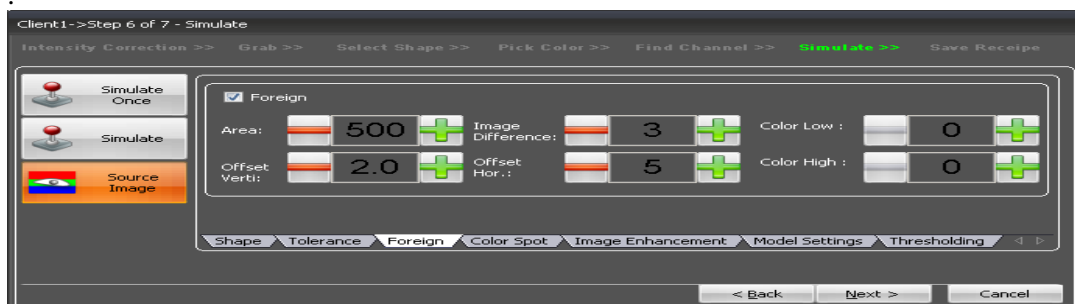 Client1->Step 6 of 7 - Simulate
Intensity Correction >> Grab >> Select Shape >> Pick Color >> Find Channel >> Simulate >> Save Receipe
Simulate Once
Simulate
Source Image
Foreign
Area: 500 Image Difference: 3 Color Low : 0
Offset Verti: 2.0 Offset Hor.: 5 Color High : 0
Shape Tolerance Foreign Color Spot Image Enhancement Model Settings Thresholding
< Back Next > Cancel